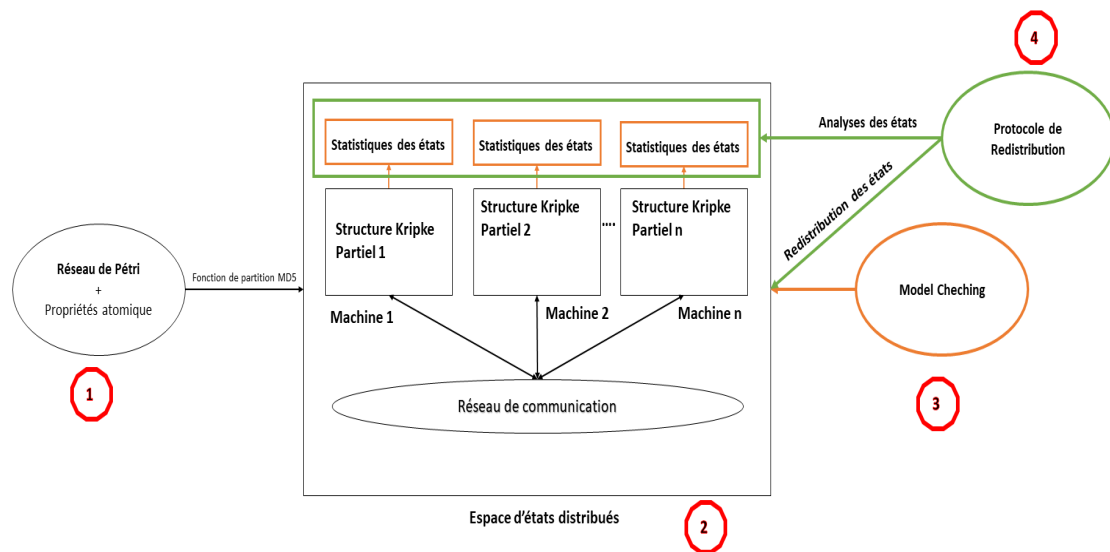 4
Statistiques des états
Statistiques des états
Statistiques des états
Analyses des états
Protocole de
Redistribution
Redistribution des états
Structure Kripke
Partiel 1
Structure Kripke
Partiel 2
....
Structure Kripke
Partiel n
Réseau de Pétri
+
Propriétés atomique
Fonction de partition MD5
Model Cheching
Machine 1
Machine 2
Machine n
1
3
Réseau de communication
Espace d'états distribués
2